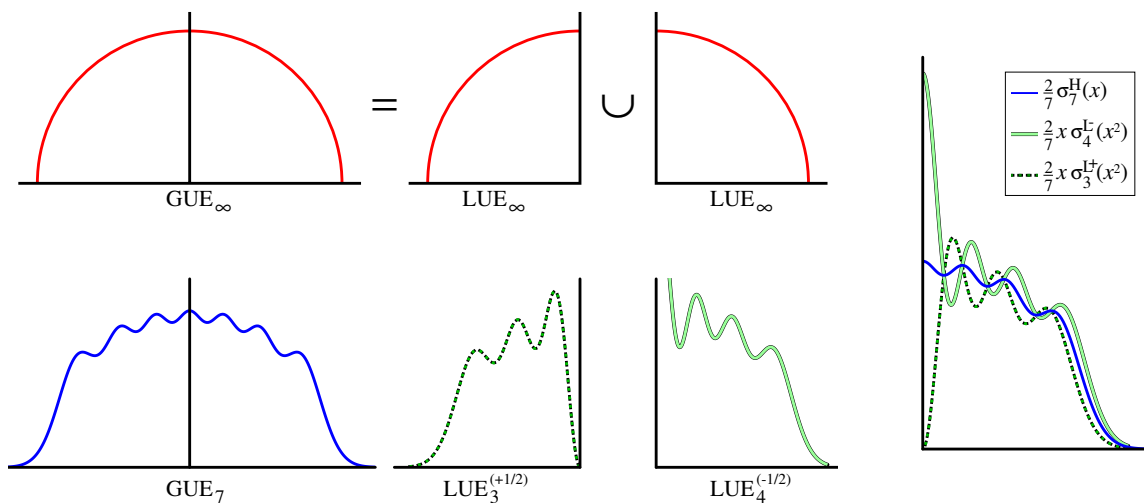 = ∪
GUE∞ LUE∞ LUE∞
2/7 σ₇ᴴ(x)
2/7 x σ₄ᴸ⁻(x²)
2/7 x σ₃ᴸ⁺(x²)
GUE₇ LUE₃^(+1/2) LUE₄^(-1/2)